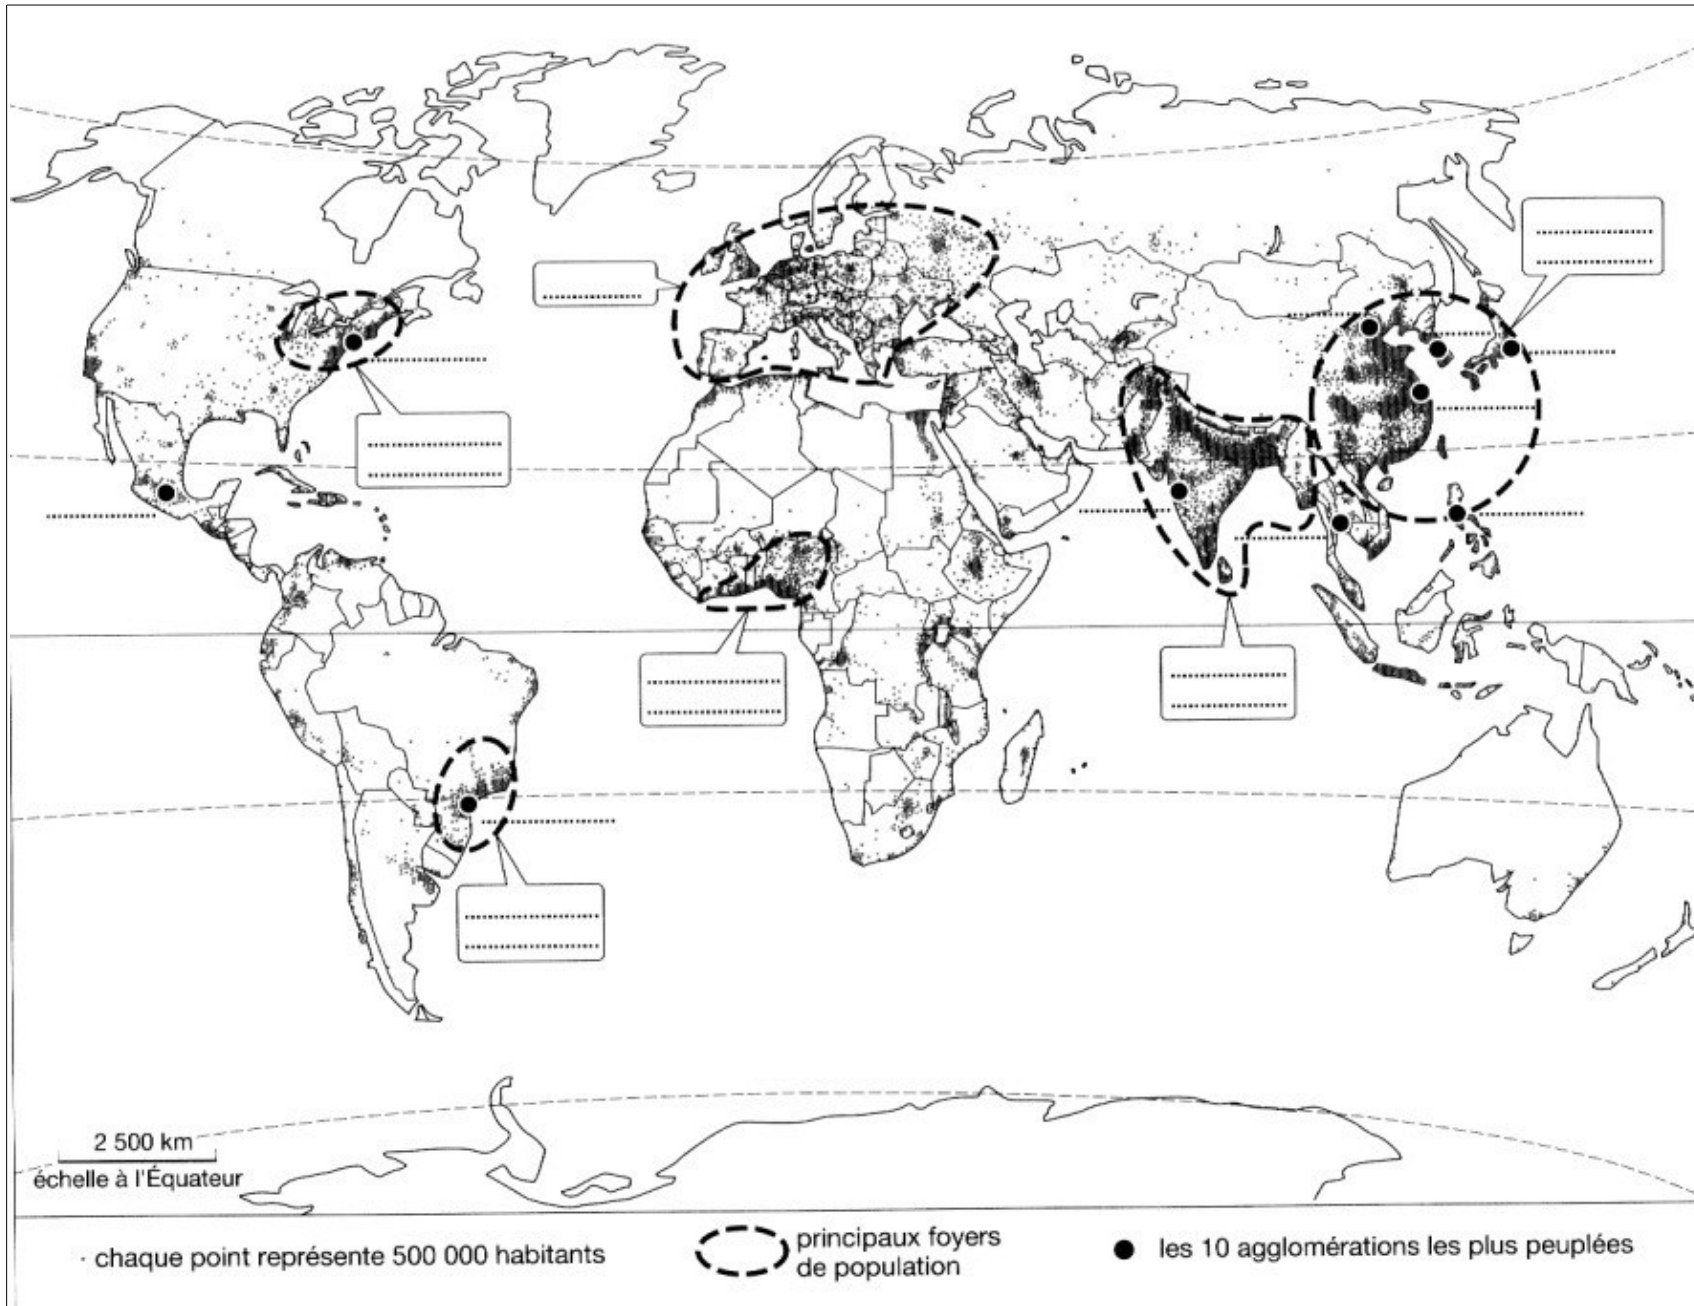 2 500 km
échelle à l'Équateur
· chaque point représente 500 000 habitants
principaux foyers
de population
les 10 agglomérations les plus peuplées